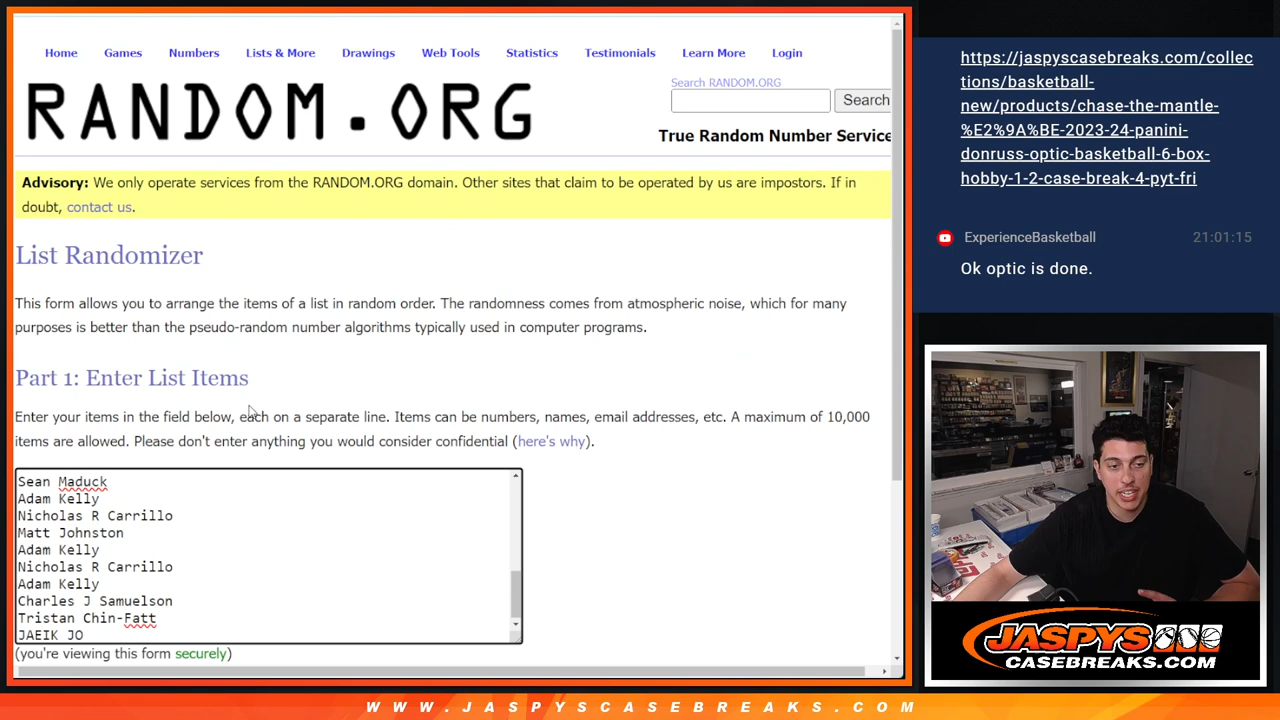 Home Games Numbers Lists & More Drawings Web Tools Statistics Testimonials Learn More Login
RANDOM.ORG
Search RANDOM.ORG
Search
True Random Number Service
Advisory: We only operate services from the RANDOM.ORG domain. Other sites that claim to be operated by us are impostors. If in
doubt, contact us.
List Randomizer
This form allows you to arrange the items of a list in random order. The randomness comes from atmospheric noise, which for many
purposes is better than the pseudo-random number algorithms typically used in computer programs.
Part 1: Enter List Items
Enter your items in the field below, each on a separate line. Items can be numbers, names, email addresses, etc. A maximum of 10,000
items are allowed. Please don't enter anything you would consider confidential (here's why).
Sean Maduck
Adam Kelly
Nicholas R Carrillo
Matt Johnston
Adam Kelly
Nicholas R Carrillo
Adam Kelly
Charles J Samuelson
Tristan Chin-Fatt
JAEIK JO
(you're viewing this form securely)
https://jaspyscasebreaks.com/collec
tions/basketball-
new/products/chase-the-mantle-
%E2%9A%BE-2023-24-panini-
donruss-optic-basketball-6-box-
hobby-1-2-case-break-4-pyt-fri
ExperienceBasketball 21:01:15
Ok optic is done.
JASPYS
CASEBREAKS.COM
WWW.JASPYSCASEBREAKS.COM